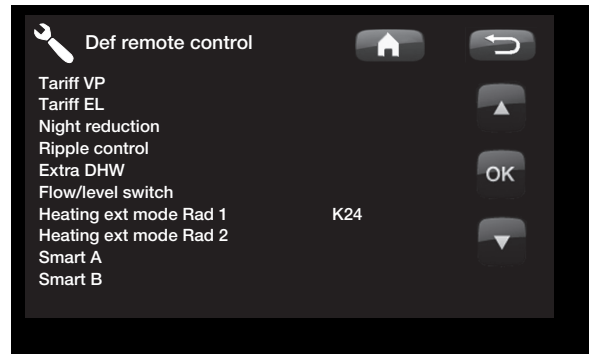 Def remote control
Tariff VP
Tariff EL
Night reduction
Ripple control
Extra DHW
OK
Flow/level switch
Heating ext mode Rad 1 K24
Heating ext mode Rad 2
Smart A
Smart B